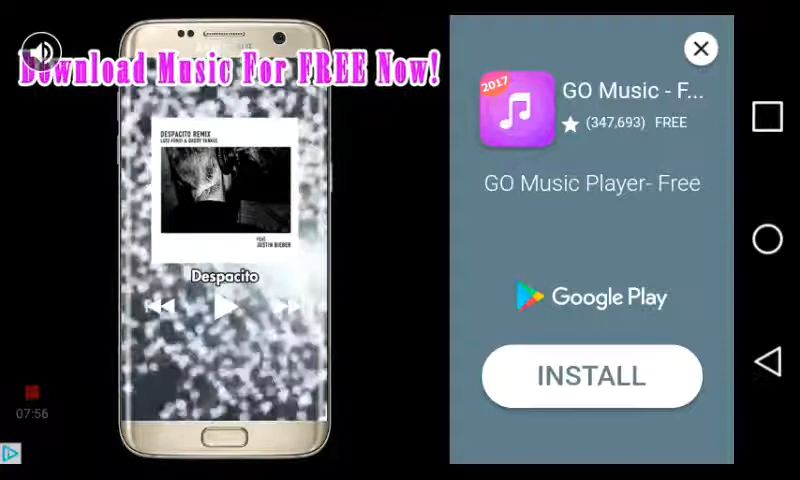 Download Music For FREE Now!
DESPACITO REMIX
LUIS FONSI & DADDY YANKEE
FEAT.
JUSTIN BIEBER
Despacito
07:56
2017
GO Music - F...
(347,693) FREE
GO Music Player- Free
Google Play
INSTALL